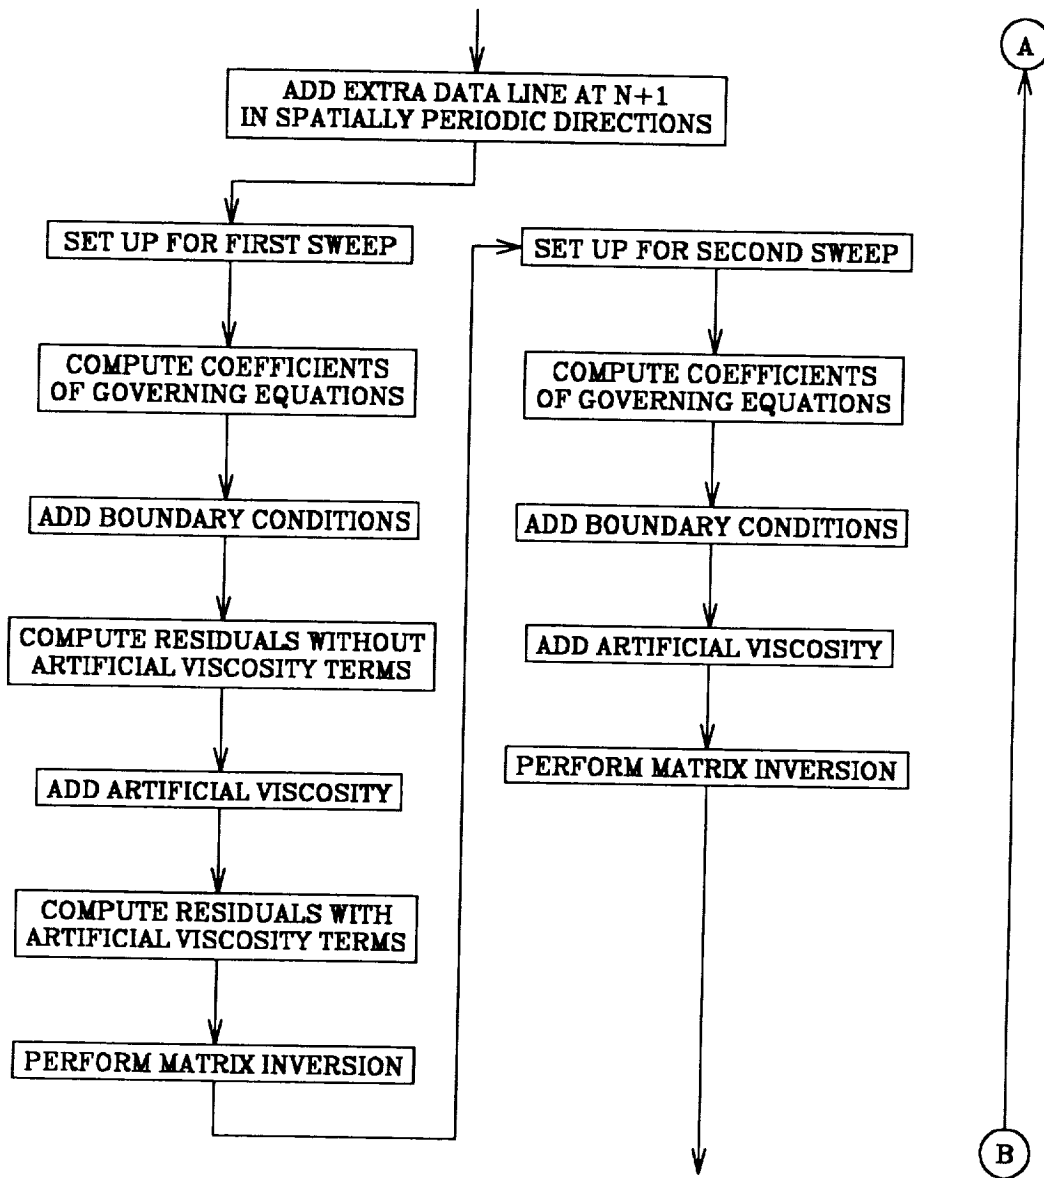 ADD EXTRA DATA LINE AT N+1
IN SPATIALLY PERIODIC DIRECTIONS
SET UP FOR FIRST SWEEP
COMPUTE COEFFICIENTS
OF GOVERNING EQUATIONS
ADD BOUNDARY CONDITIONS
COMPUTE RESIDUALS WITHOUT
ARTIFICIAL VISCOSITY TERMS
ADD ARTIFICIAL VISCOSITY
COMPUTE RESIDUALS WITH
ARTIFICIAL VISCOSITY TERMS
PERFORM MATRIX INVERSION
SET UP FOR SECOND SWEEP
COMPUTE COEFFICIENTS
OF GOVERNING EQUATIONS
ADD BOUNDARY CONDITIONS
ADD ARTIFICIAL VISCOSITY
PERFORM MATRIX INVERSION
A
B